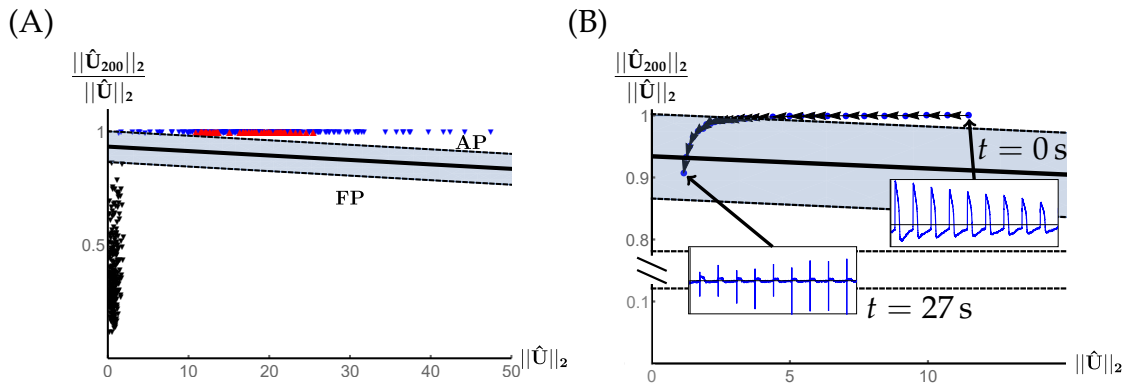 (A)
||Û₂₀₀||₂
||Û||₂
1
0.5
AP
FP
0 10 20 30 40 50
||Û||₂
(B)
||Û₂₀₀||₂
||Û||₂
1
0.9
0.8
0.1
t = 0 s
t = 27 s
0 5 10
||Û||₂